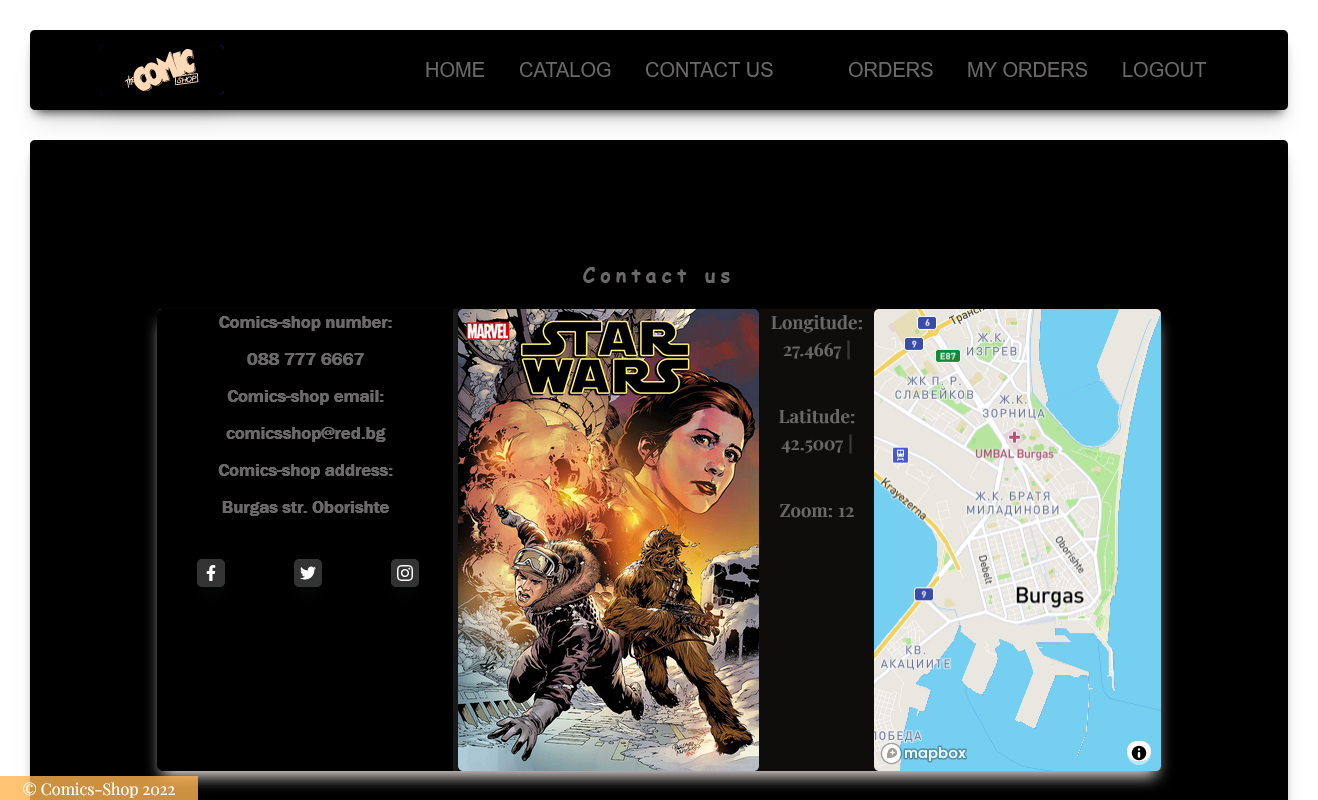 the COMIC SHOP
HOME CATALOG CONTACT US ORDERS MY ORDERS LOGOUT
Contact us
Comics-shop number:
088 777 6667
Comics-shop email:
comicsshop@red.bg
Comics-shop address:
Burgas str. Oborishte
MARVEL
STAR
WARS
Longitude:
27.4667 |
Latitude:
42.5007 |
Zoom: 12
6
9
E87
Ж.К.
ИЗГРЕВ
ЖК П. Р.
СЛАВЕЙКОВ
Ж.К.
ЗОРНИЦА
UMBAL Burgas
Krayezerna
Ж.К. БРАТЯ
МИЛАДИНОВИ
Oborishte
Debelt
9
Burgas
КВ.
АКАЦИИТЕ
ПОБЕДА
mapbox
© Comics-Shop 2022